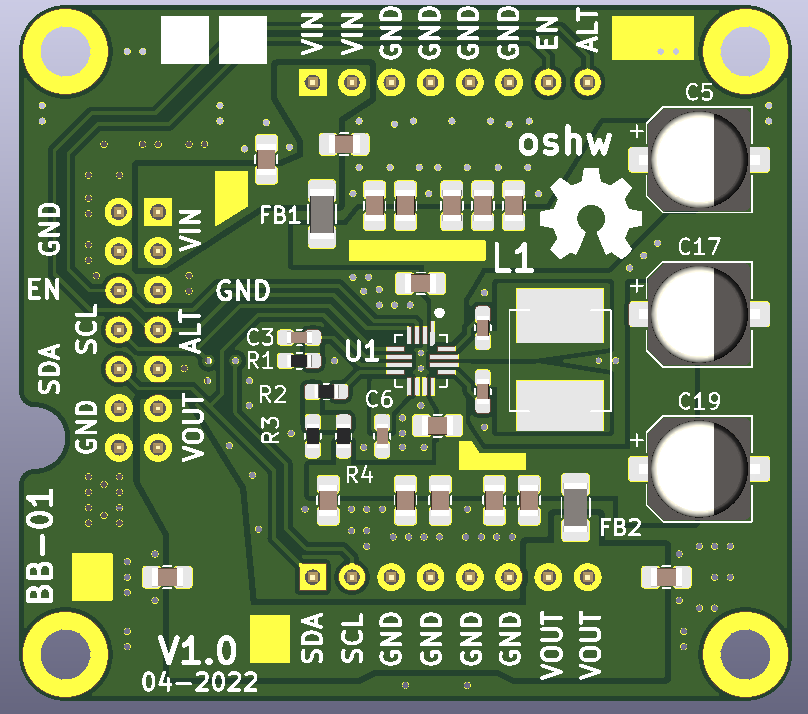 VIN
VIN
GND
GND
GND
GND
EN
ALT
C5
oshw
+
GND
VIN
FB1
L1
C17
+
EN
GND
SCL
ALT
C3
R1
U1
SDA
R2
C6
C19
GND
VOUT
R3
+
R4
FB2
BB-01
SDA
SCL
GND
GND
GND
GND
VOUT
VOUT
V1.0
04-2022